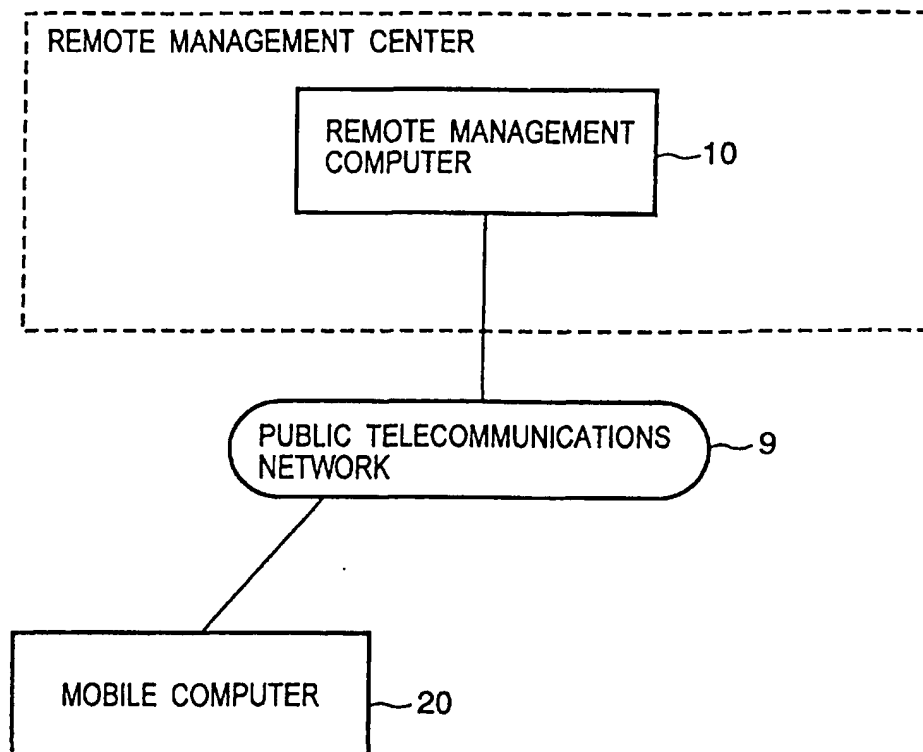 REMOTE MANAGEMENT CENTER
REMOTE MANAGEMENT
COMPUTER
10
PUBLIC TELECOMMUNICATIONS
NETWORK
9
MOBILE COMPUTER
20